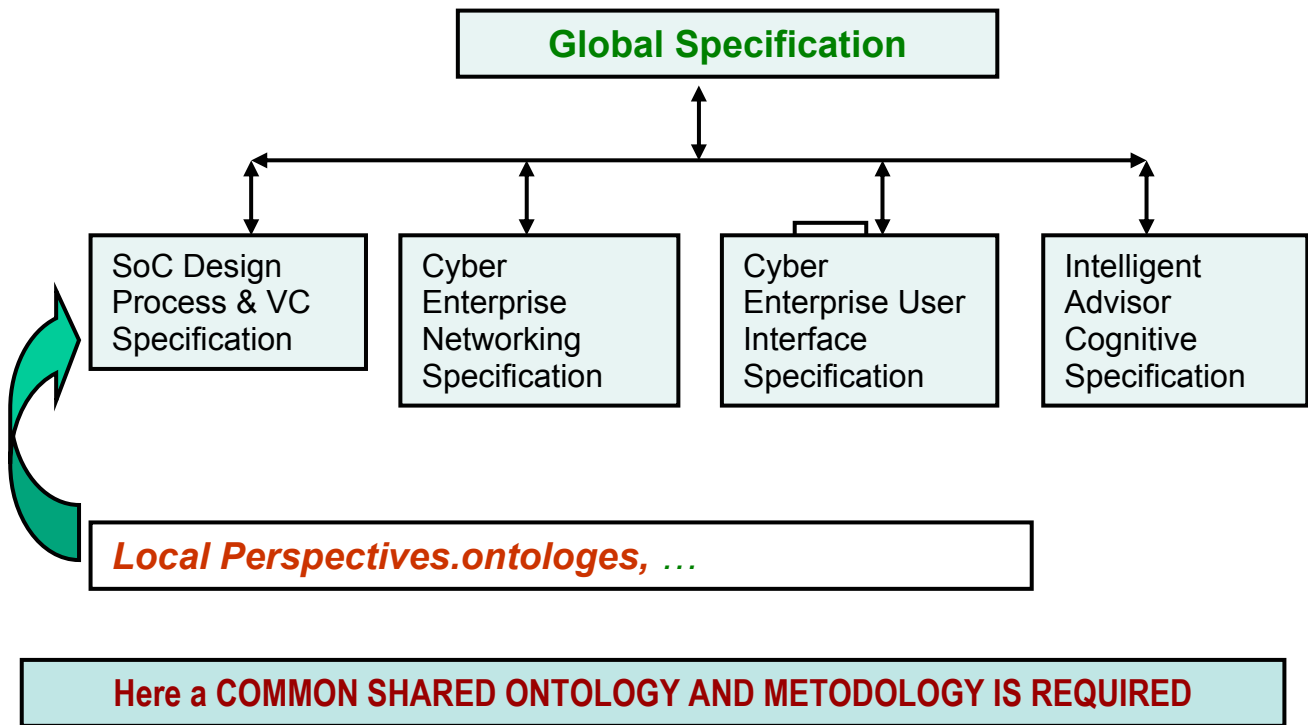 Global Specification
SoC Design
Process & VC
Specification
Cyber
Enterprise
Networking
Specification
Cyber
Enterprise User
Interface
Specification
Intelligent
Advisor
Cognitive
Specification
Local Perspectives.ontologes, …
Here a COMMON SHARED ONTOLOGY AND METODOLOGY IS REQUIRED